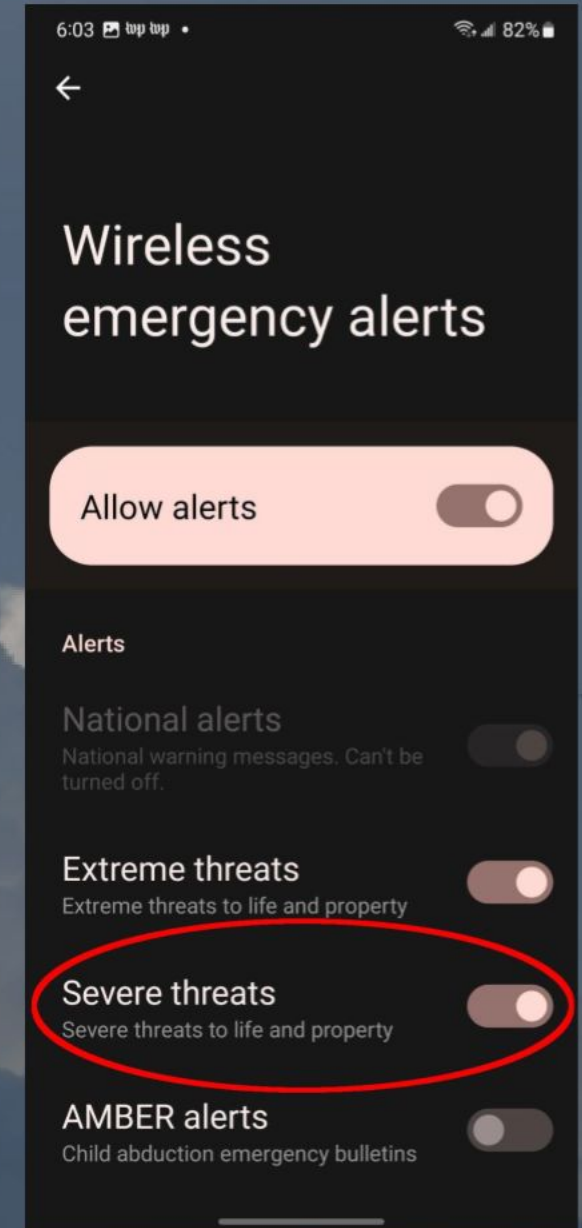 6:03
82%
Wireless
emergency alerts
Allow alerts
Alerts
National alerts
National warning messages. Can't be
turned off.
Extreme threats
Extreme threats to life and property
Severe threats
Severe threats to life and property
AMBER alerts
Child abduction emergency bulletins